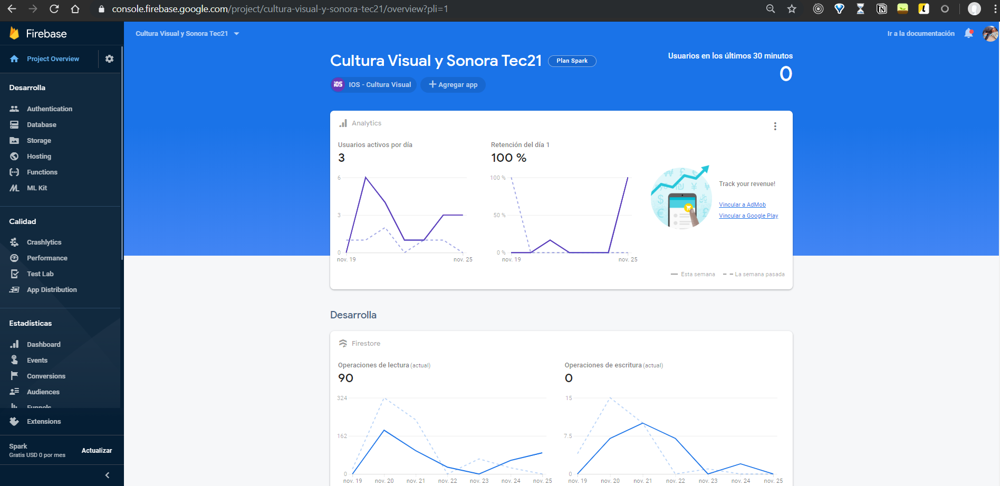 console.firebase.google.com/project/cultura-visual-y-sonora-tec21/overview?pli=1
Firebase
Project Overview
Desarrolla
Authentication
Database
Storage
Hosting
Functions
ML Kit
Calidad
Crashlytics
Performance
Test Lab
App Distribution
Estadísticas
Dashboard
Events
Conversions
Audiences
Funnels
Extensions
Spark
Gratis USD 0 por mes
Actualizar
Cultura Visual y Sonora Tec21
Ir a la documentación
Cultura Visual y Sonora Tec21
Plan Spark
Usuarios en los últimos 30 minutos
0
iOS
IOS - Cultura Visual
Agregar app
Analytics
Usuarios activos por día
3
6
3
0
nov. 19 nov. 25
Retención del día 1
100 %
100 %
50 %
0 %
nov. 19 nov. 25
Track your revenue!
Vincular a AdMob
Vincular a Google Play
Esta semana La semana pasada
Desarrolla
Firestore
Operaciones de lectura (actual)
90
324
162
0
nov. 19 nov. 20 nov. 21 nov. 22 nov. 23 nov. 24 nov. 25
Operaciones de escritura (actual)
0
15
7.5
0
nov. 19 nov. 20 nov. 21 nov. 22 nov. 23 nov. 24 nov. 25